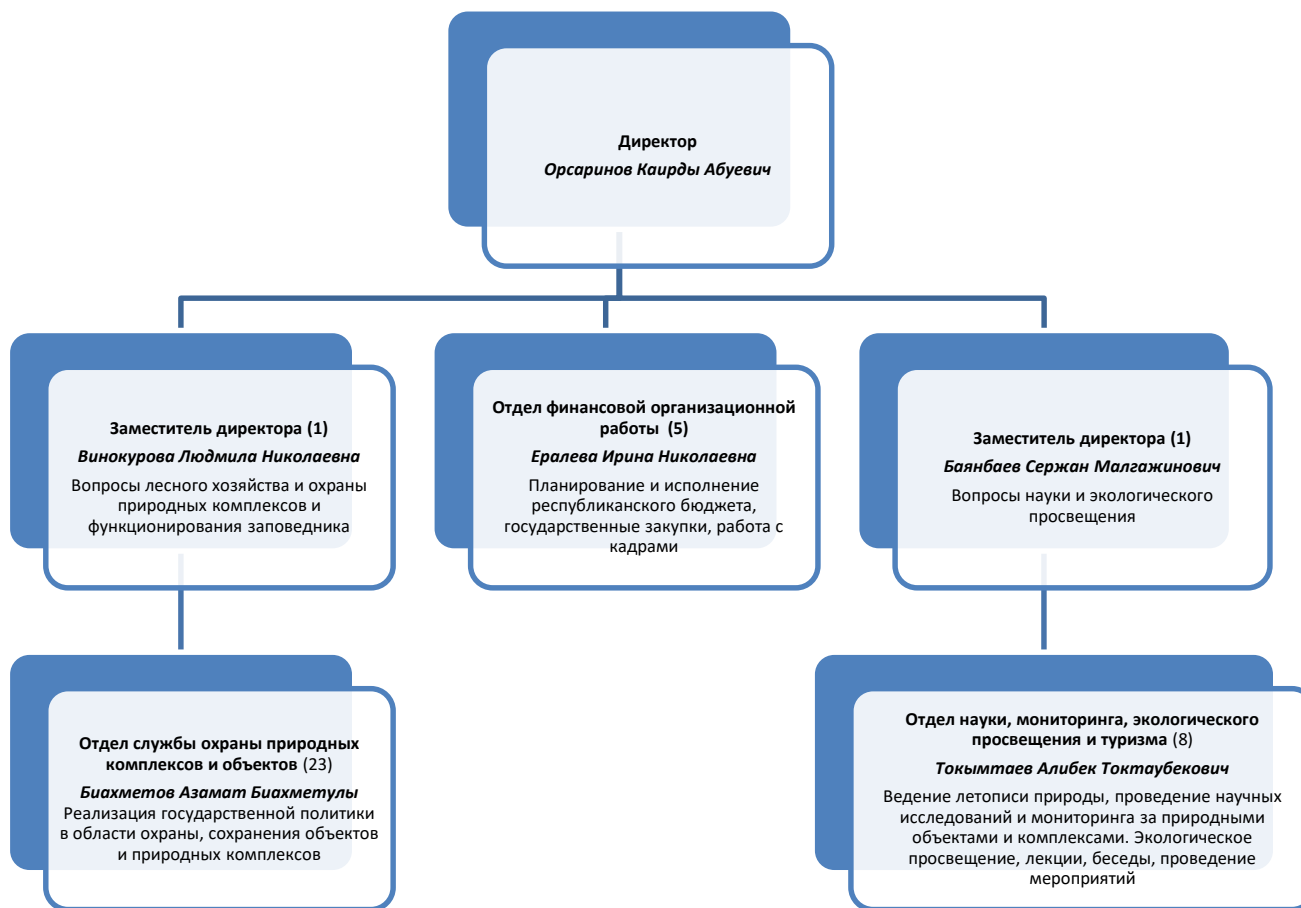 Директор
Орсаринов Каирды Абуевич
Заместитель директора (1)
Винокурова Людмила Николаевна
Вопросы лесного хозяйства и охраны
природных комплексов и
функционирования заповедника
Отдел финансовой организационной
работы (5)
Ералева Ирина Николаевна
Планирование и исполнение
республиканского бюджета,
государственные закупки, работа с
кадрами
Заместитель директора (1)
Баянбаев Сержан Малгажинович
Вопросы науки и экологического
просвещения
Отдел службы охраны природных
комплексов и объектов (23)
Биахметов Азамат Биахметулы
Реализация государственной политики
в области охраны, сохранения объектов
и природных комплексов
Отдел науки, мониторинга, экологического
просвещения и туризма (8)
Токымтаев Алибек Токтаубекович
Ведение летописи природы, проведение научных
исследований и мониторинга за природными
объектами и комплексами. Экологическое
просвещение, лекции, беседы, проведение
мероприятий